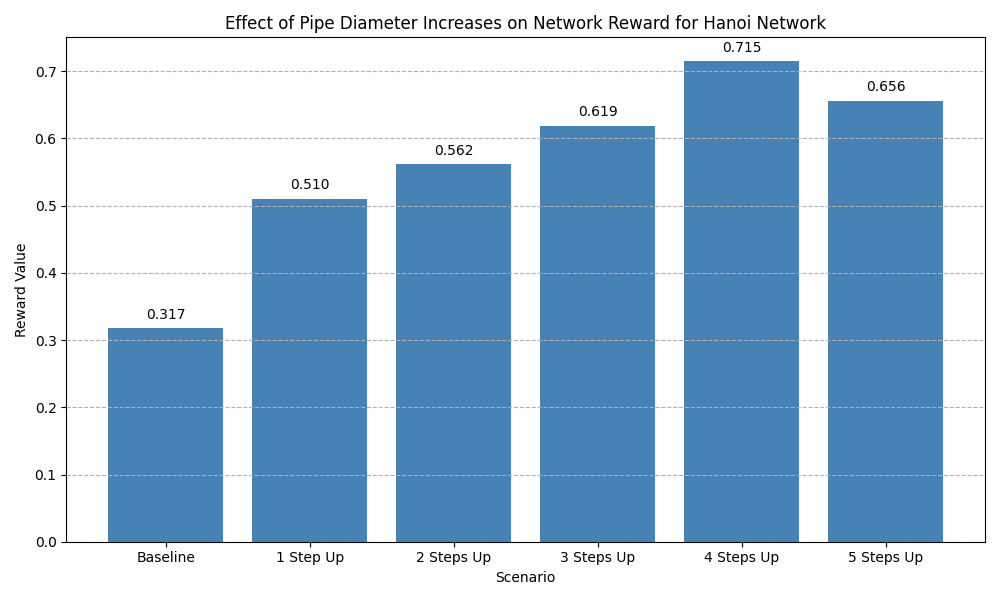 Effect of Pipe Diameter Increases on Network Reward for Hanoi Network
Reward Value
0.7
0.6
0.5
0.4
0.3
0.2
0.1
0.0
0.317
0.510
0.562
0.619
0.715
0.656
Baseline
1 Step Up
2 Steps Up
3 Steps Up
4 Steps Up
5 Steps Up
Scenario